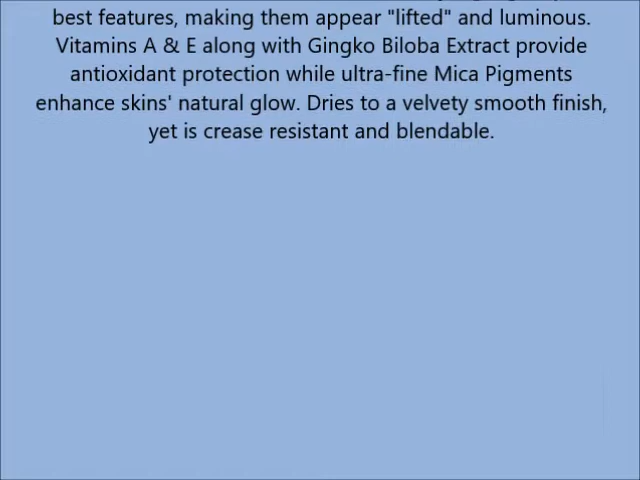 best features, making them appear "lifted" and luminous.
Vitamins A & E along with Gingko Biloba Extract provide
antioxidant protection while ultra-fine Mica Pigments
enhance skins' natural glow. Dries to a velvety smooth finish,
yet is crease resistant and blendable.